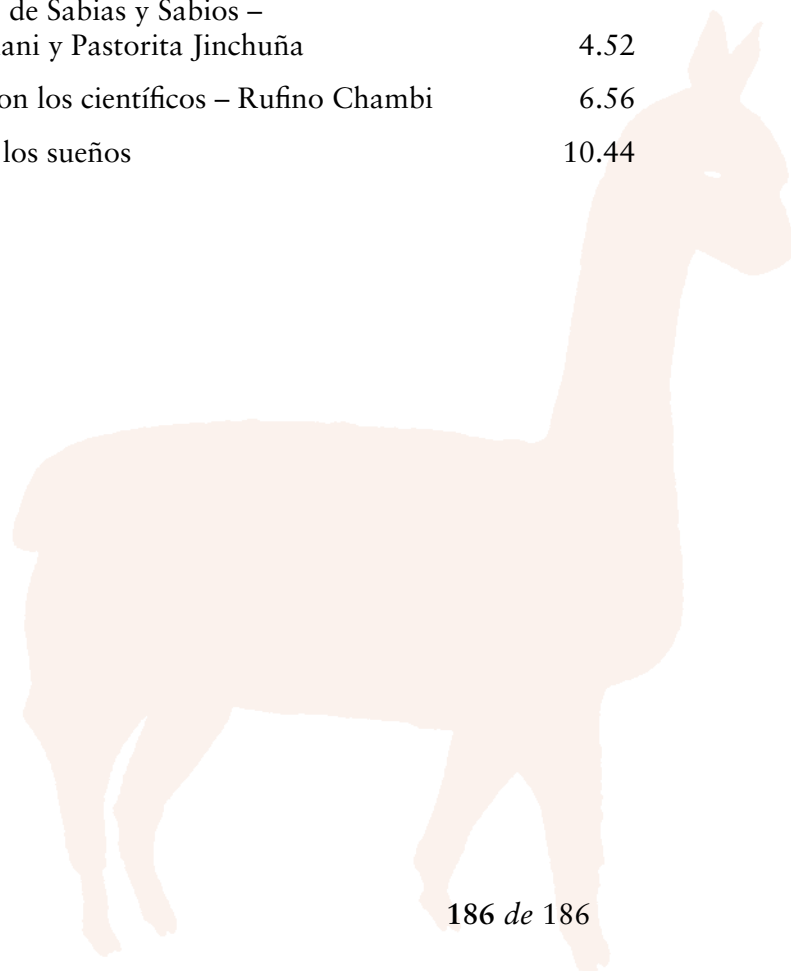 de Sabias y Sabios –
ani y Pastorita Jinchuña 4.52
on los científicos – Rufino Chambi 6.56
los sueños 10.44
186 de 186